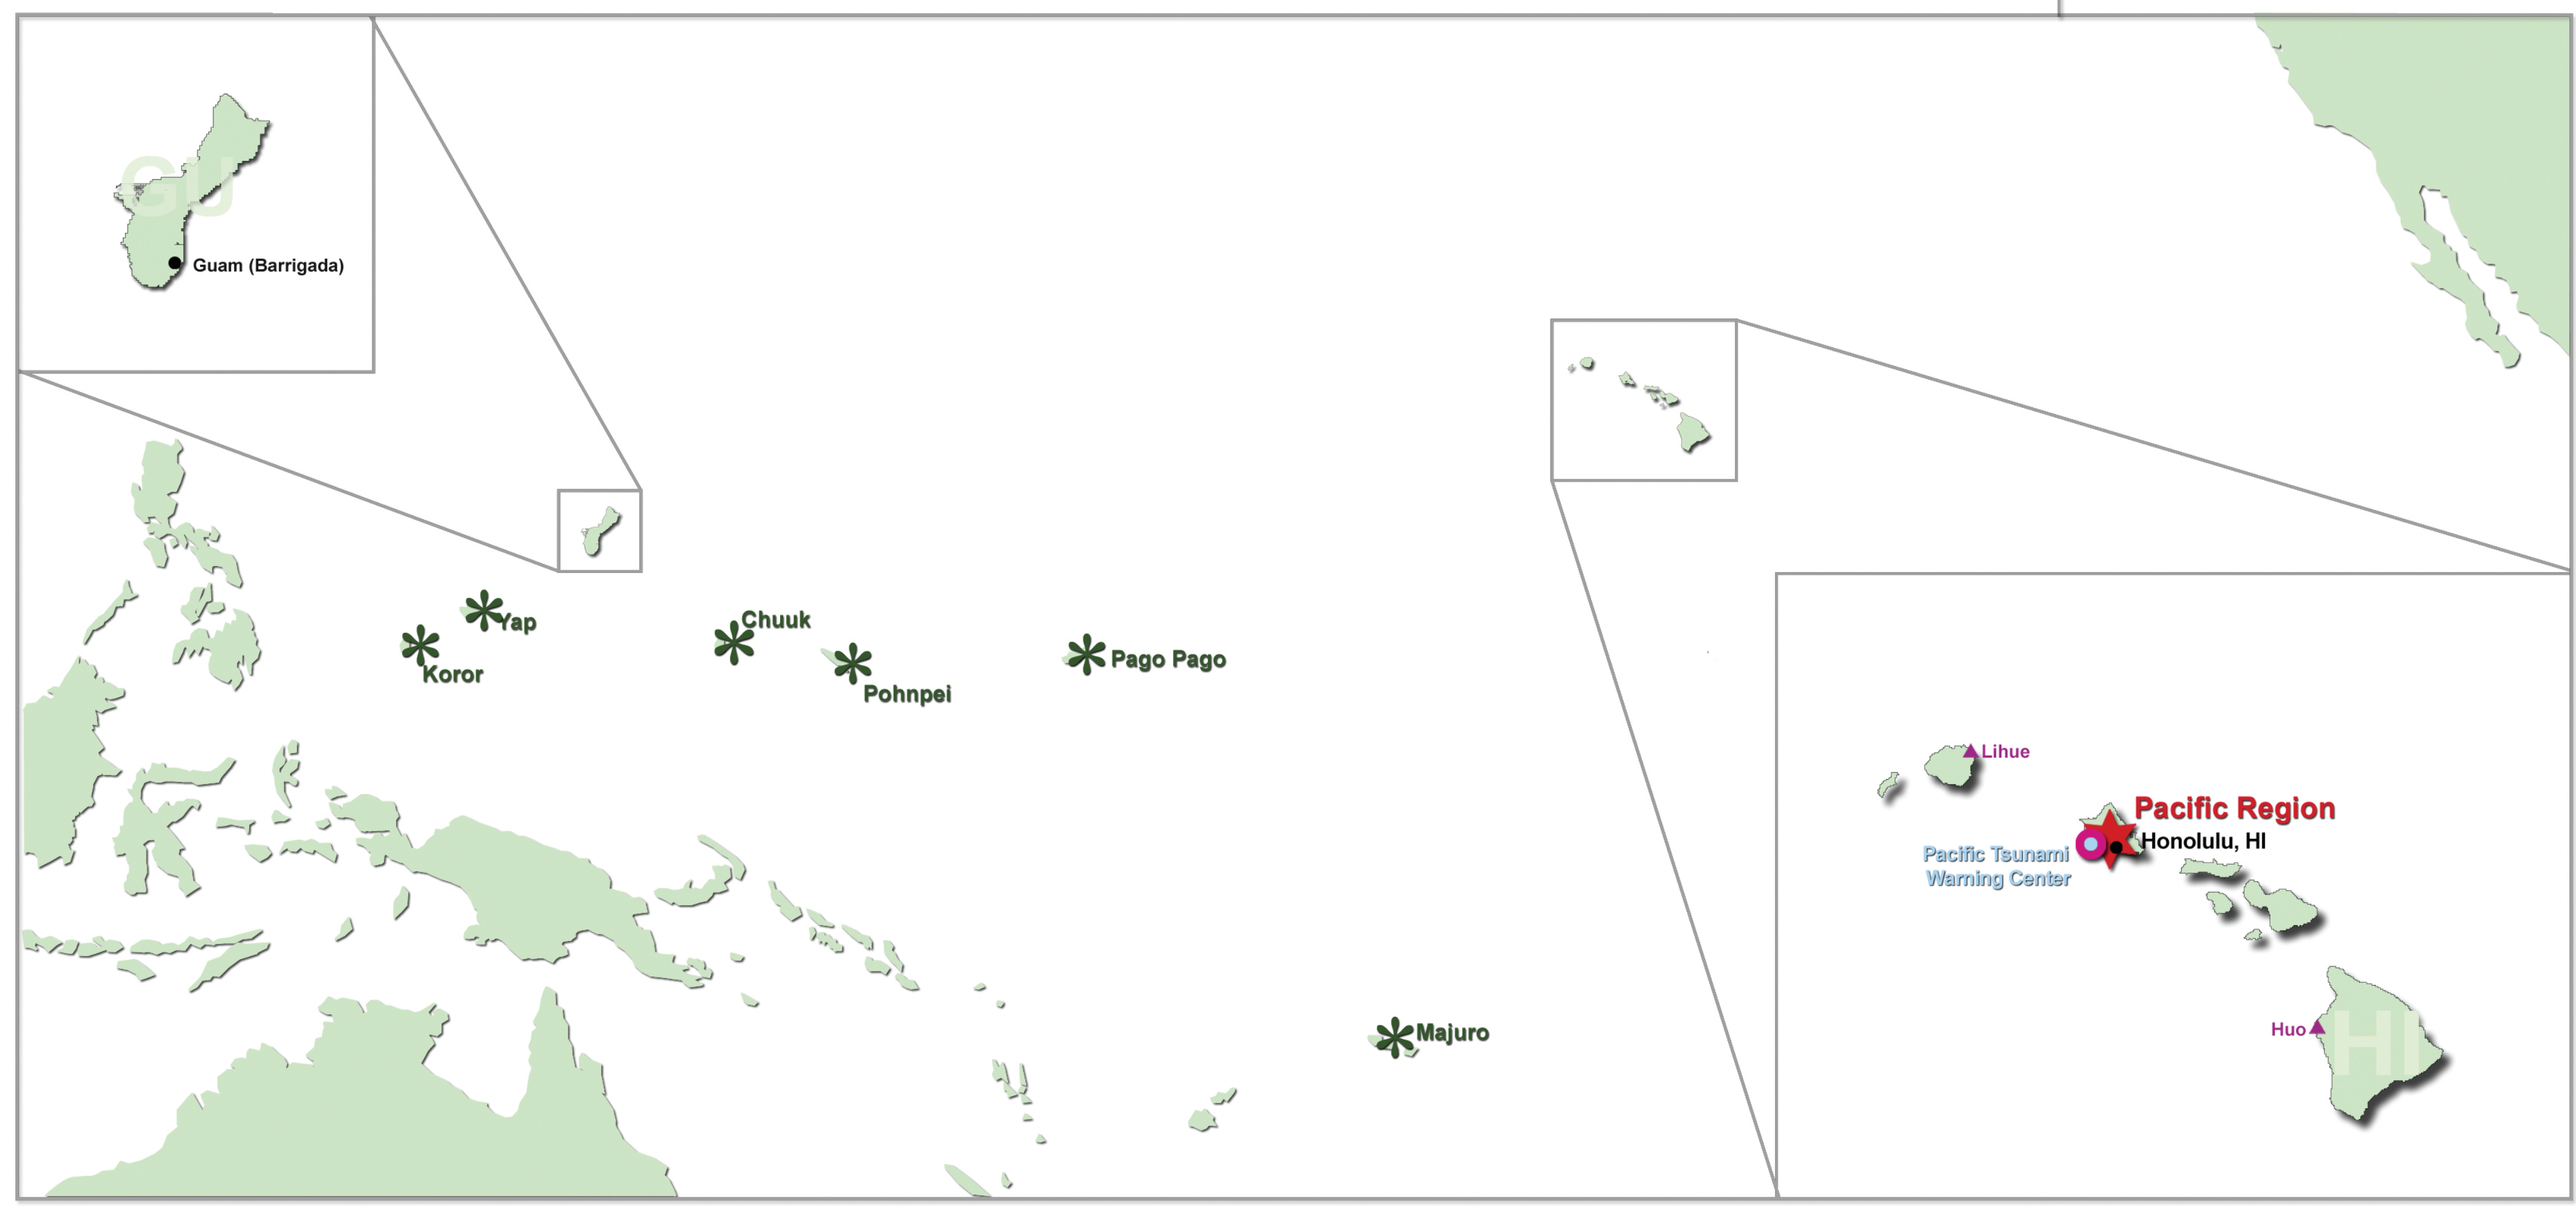 GU
Guam (Barrigada)
Yap
Koror
Chuuk
Pohnpei
Pago Pago
Majuro
Lihue
Pacific Region
Honolulu, HI
Pacific Tsunami
Warning Center
Huo
HI